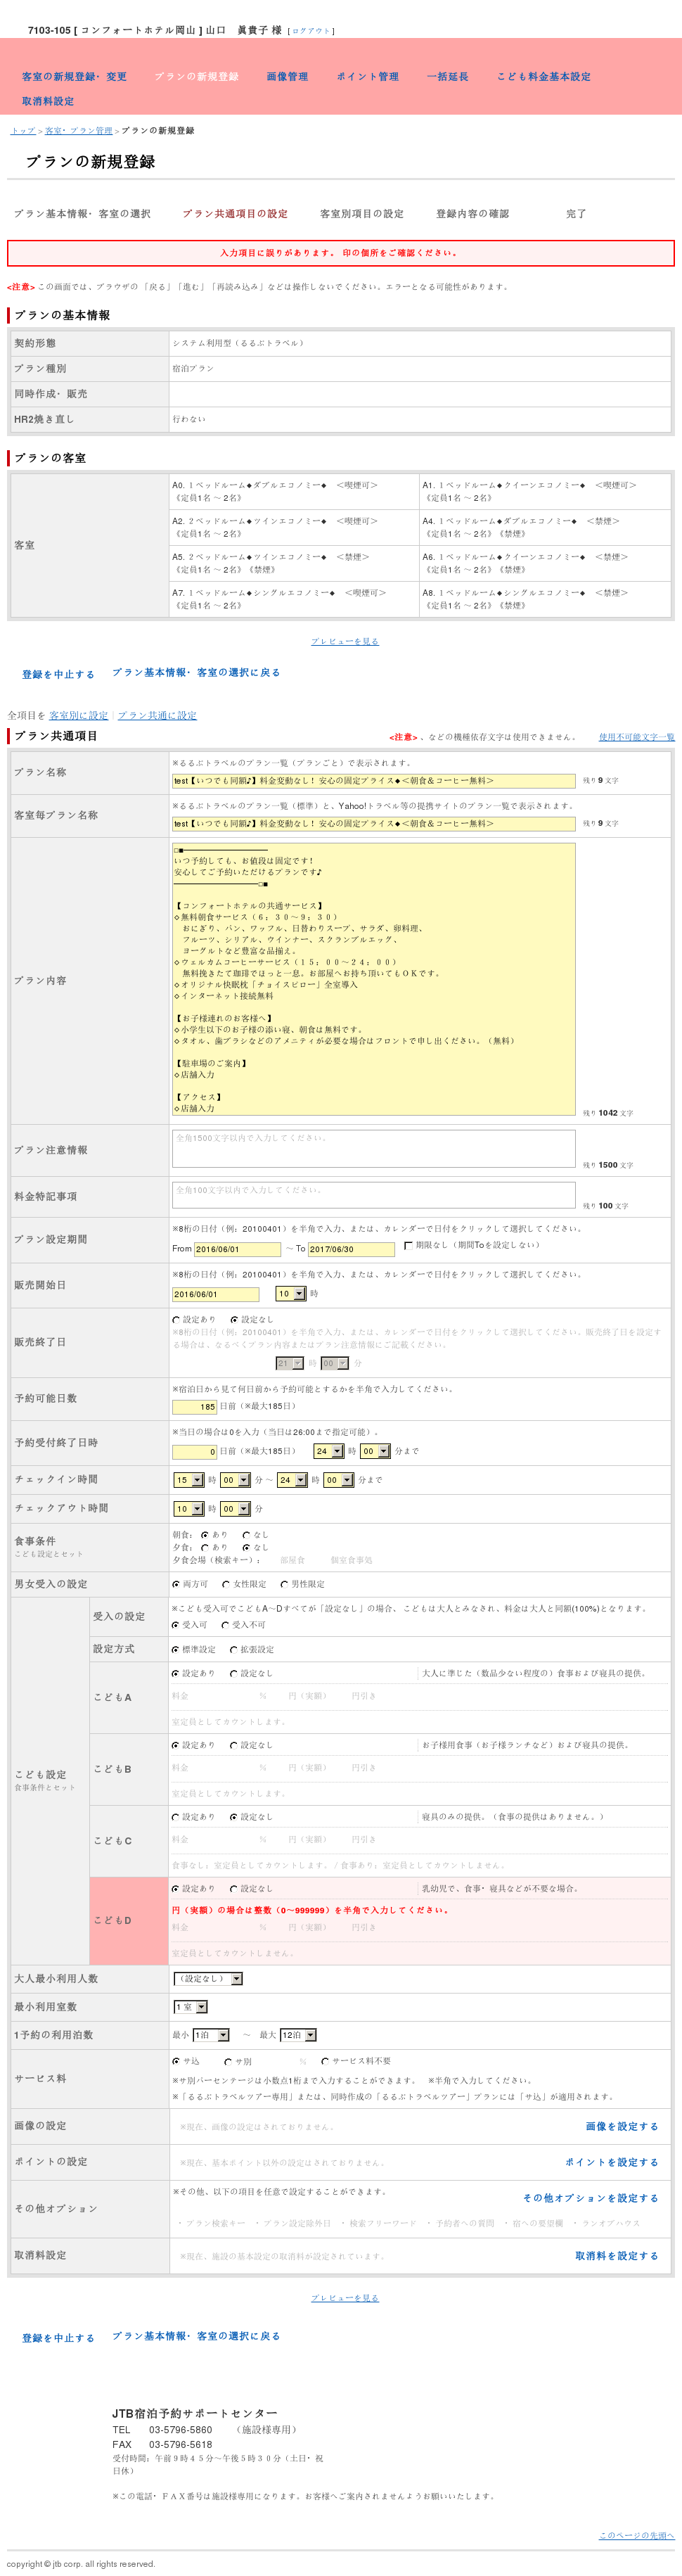 7103-105 [ コンフォートホテル岡山 ] 山口　眞貴子 様 [ ログアウト ]
客室の新規登録・変更 プランの新規登録 画像管理 ポイント管理 一括延長 こども料金基本設定
取消料設定
トップ > 客室・プラン管理 > プランの新規登録
プランの新規登録
プラン基本情報・客室の選択 プラン共通項目の設定 客室別項目の設定 登録内容の確認 完了
入力項目に誤りがあります。 印の個所をご確認ください。
<注意> この画面では、ブラウザの「戻る」「進む」「再読み込み」などは操作しないでください。エラーとなる可能性があります。
プランの基本情報
契約形態 システム利用型（るるぶトラベル）
プラン種別 宿泊プラン
同時作成・販売
HR2焼き直し 行わない
プランの客室
客室
A0.１ベッドルーム◆ダブルエコノミー◆　＜喫煙可＞
《定員1名 ～ 2名》
A1.１ベッドルーム◆クイーンエコノミー◆　＜喫煙可＞
《定員1名 ～ 2名》
A2.２ベッドルーム◆ツインエコノミー◆　＜喫煙可＞
《定員1名 ～ 2名》
A4.１ベッドルーム◆ダブルエコノミー◆　＜禁煙＞
《定員1名 ～ 2名》《禁煙》
A5.２ベッドルーム◆ツインエコノミー◆　＜禁煙＞
《定員1名 ～ 2名》《禁煙》
A6.１ベッドルーム◆クイーンエコノミー◆　＜禁煙＞
《定員1名 ～ 2名》《禁煙》
A7.１ベッドルーム◆シングルエコノミー◆　＜喫煙可＞
《定員1名 ～ 2名》
A8.１ベッドルーム◆シングルエコノミー◆　＜禁煙＞
《定員1名 ～ 2名》《禁煙》
プレビューを見る
登録を中止する プラン基本情報・客室の選択に戻る
全項目を 客室別に設定 | プラン共通に設定
プラン共通項目 <注意> 、などの機種依存文字は使用できません。 使用不可能文字一覧
プラン名称
※るるぶトラベルのプラン一覧（プランごと）で表示されます。
test【いつでも同額♪】料金変動なし！安心の固定プライス◆＜朝食＆コーヒー無料＞ 残り 9 文字
客室毎プラン名称
※るるぶトラベルのプラン一覧（標準）と、Yahoo!トラベル等の提携サイトのプラン一覧で表示されます。
test【いつでも同額♪】料金変動なし！安心の固定プライス◆＜朝食＆コーヒー無料＞ 残り 9 文字
プラン内容
□■━━━━━━━━━━
いつ予約しても、お値段は固定です！
安心してご予約いただけるプランです♪
━━━━━━━━━━□■
【コンフォートホテルの共通サービス】
◇無料朝食サービス（６：３０～９：３０）
おにぎり、パン、ワッフル、日替わりスープ、サラダ、卵料理、
フルーツ、シリアル、ウインナー、スクランブルエッグ、
ヨーグルトなど豊富な品揃え。
◇ウェルカムコーヒーサービス（１５：００～２４：００）
無料挽きたて珈琲でほっと一息。お部屋へお持ち頂いてもＯＫです。
◇オリジナル快眠枕「チョイスピロー」全室導入
◇インターネット接続無料
【お子様連れのお客様へ】
◇小学生以下のお子様の添い寝、朝食は無料です。
◇タオル、歯ブラシなどのアメニティが必要な場合はフロントで申し出ください。（無料）
【駐車場のご案内】
◇店舗入力
【アクセス】
◇店舗入力
残り 1042 文字
プラン注意情報 全角1500文字以内で入力してください。
残り 1500 文字
料金特記事項 全角100文字以内で入力してください。
残り 100 文字
プラン設定期間
※8桁の日付（例：20100401）を半角で入力、または、カレンダーで日付をクリックして選択してください。
From 2016/06/01 ～ To 2017/06/30 期限なし（期間Toを設定しない）
販売開始日
※8桁の日付（例：20100401）を半角で入力、または、カレンダーで日付をクリックして選択してください。
2016/06/01 10 時
販売終了日
設定あり 設定なし
※8桁の日付（例：20100401）を半角で入力、または、カレンダーで日付をクリックして選択してください。販売終了日を設定す
る場合は、なるべくプラン内容またはプラン注意情報にご記載ください。
21 時 00 分
予約可能日数
※宿泊日から見て何日前から予約可能とするかを半角で入力してください。
185 日前（※最大185日）
予約受付終了日時
※当日の場合は0を入力（当日は26:00まで指定可能）。
0 日前（※最大185日） 24 時 00 分まで
チェックイン時間 15 時 00 分 ～ 24 時 00 分まで
チェックアウト時間 10 時 00 分
食事条件
こども設定とセット
朝食： あり なし
夕食： あり なし
夕食会場（検索キー）： 部屋食 個室食事処
男女受入の設定 両方可 女性限定 男性限定
こども設定
食事条件とセット
受入の設定
※こども受入可でこどもA～Dすべてが「設定なし」の場合、こどもは大人とみなされ、料金は大人と同額(100%)となります。
受入可 受入不可
設定方式 標準設定 拡張設定
こどもA
設定あり 設定なし 大人に準じた（数品少ない程度の）食事および寝具の提供。
料金 ％ 円（実額） 円引き
室定員としてカウントします。
こどもB
設定あり 設定なし お子様用食事（お子様ランチなど）および寝具の提供。
料金 ％ 円（実額） 円引き
室定員としてカウントします。
こどもC
設定あり 設定なし 寝具のみの提供。（食事の提供はありません。）
料金 ％ 円（実額） 円引き
食事なし：室定員としてカウントします。 / 食事あり：室定員としてカウントしません。
こどもD
設定あり 設定なし 乳幼児で、食事・寝具などが不要な場合。
円（実額）の場合は整数（0～999999）を半角で入力してください。
料金 ％ 円（実額） 円引き
室定員としてカウントしません。
大人最小利用人数 （設定なし）
最小利用室数 1 室
1予約の利用泊数 最小 1泊 ～ 最大 12泊
サービス料
サ込 サ別 ％ サービス料不要
※サ別パーセンテージは小数点1桁まで入力することができます。　※半角で入力してください。
※「るるぶトラベルツアー専用」または、同時作成の「るるぶトラベルツアー」プランには「サ込」が適用されます。
画像の設定 ※現在、画像の設定はされておりません。 画像を設定する
ポイントの設定 ※現在、基本ポイント以外の設定はされておりません。 ポイントを設定する
その他オプション
※その他、以下の項目を任意で設定することができます。
その他オプションを設定する
・ プラン検索キー ・ プラン設定除外日 ・ 検索フリーワード ・ 予約者への質問 ・ 宿への要望欄 ・ ランオブハウス
取消料設定 ※現在、施設の基本設定の取消料が設定されています。 取消料を設定する
プレビューを見る
登録を中止する プラン基本情報・客室の選択に戻る
JTB宿泊予約サポートセンター
TEL 03-5796-5860 （施設様専用）
FAX 03-5796-5618
受付時間：午前９時４５分～午後５時３０分（土日・祝
日休）
※この電話・ＦＡＸ番号は施設様専用になります。お客様へご案内されませんようお願いいたします。
このページの先頭へ
copyright © jtb corp. all rights reserved.